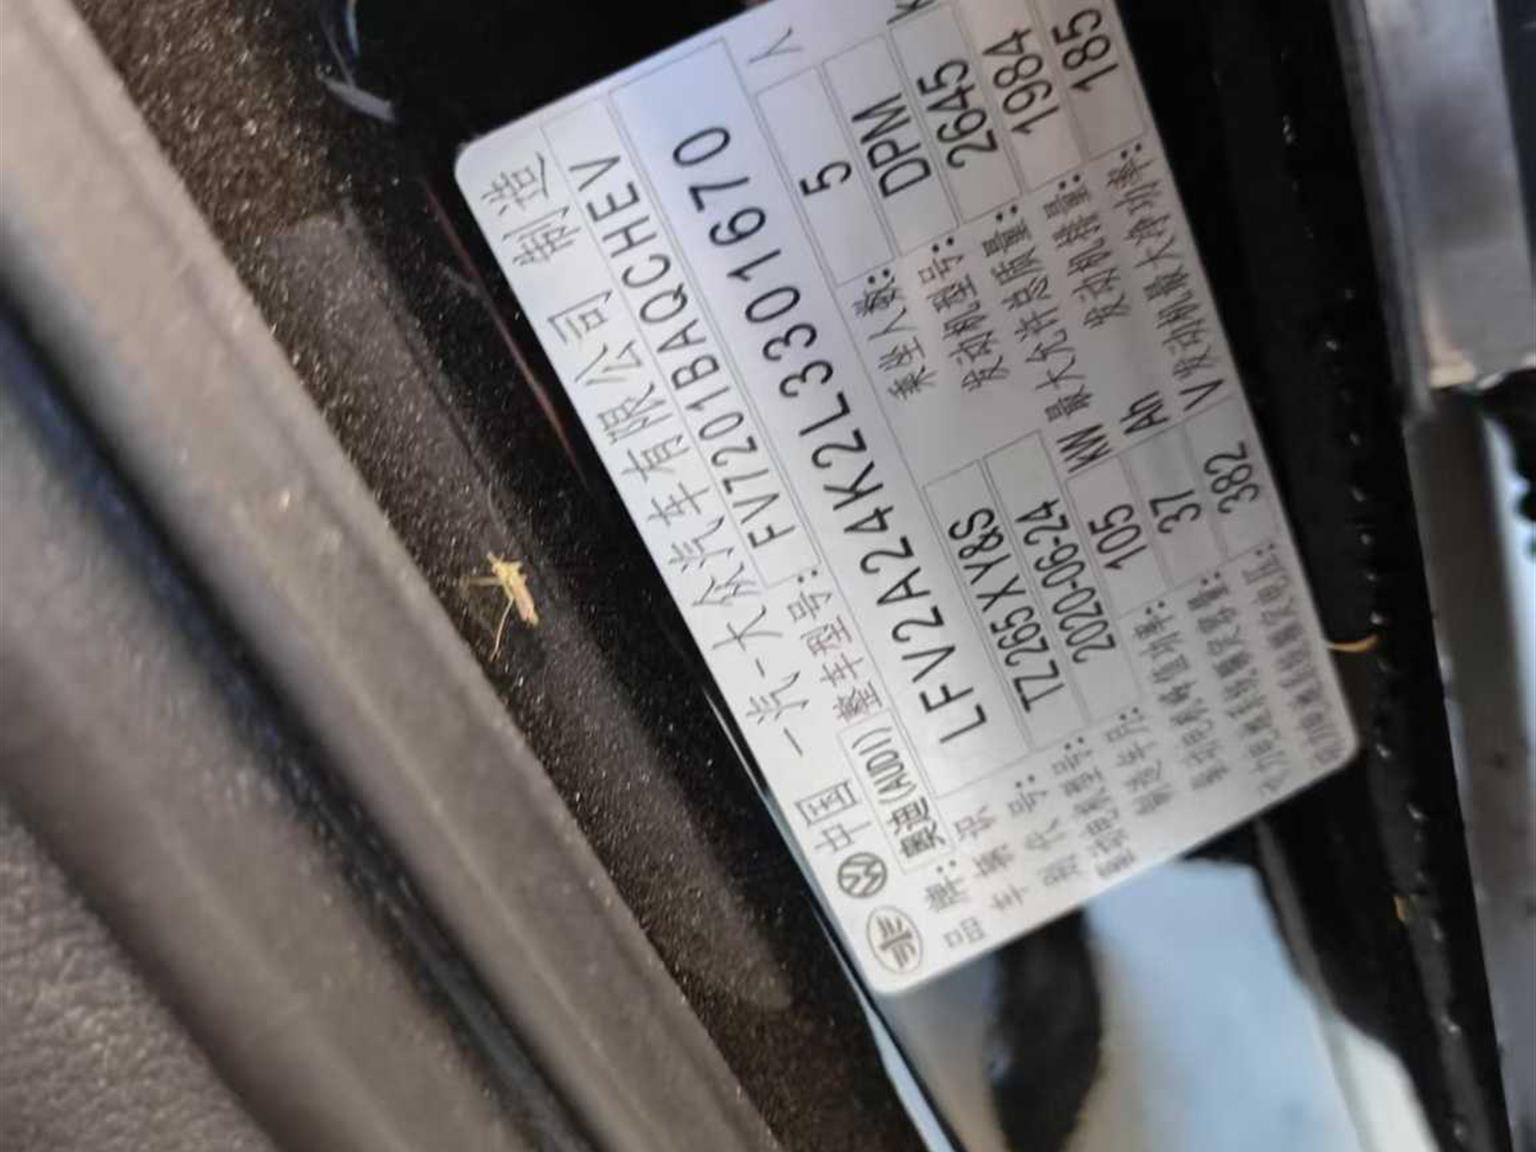 中国 一汽-大众汽车有限公司 制造
品牌: 奥迪(AUDI) 整车型号: FV7201BAQCHEV
车辆识别代号: LFV2A24K2L3301670
驱动电机型号: TZ265XY&S 乘坐人数: 5 人
制造年月: 2020-06-24 发动机型号: DPM
驱动电机峰值功率: 105 KW 最大允许总质量: 2645 k
动力电池系统额定容量: 37 Ah 发动机排量: 1984
动力电池系统额定电压: 382 V 发动机最大净功率: 185